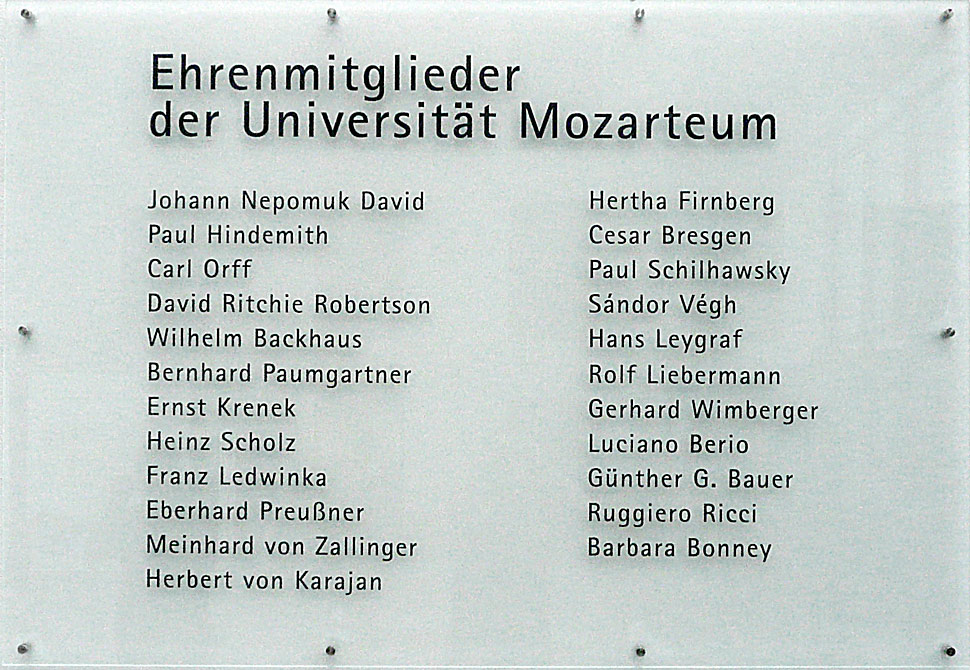 Ehrenmitglieder
der Universität Mozarteum
Johann Nepomuk David
Paul Hindemith
Carl Orff
David Ritchie Robertson
Wilhelm Backhaus
Bernhard Paumgartner
Ernst Krenek
Heinz Scholz
Franz Ledwinka
Eberhard Preußner
Meinhard von Zallinger
Herbert von Karajan
Hertha Firnberg
Cesar Bresgen
Paul Schilhawsky
Sándor Végh
Hans Leygraf
Rolf Liebermann
Gerhard Wimberger
Luciano Berio
Günther G. Bauer
Ruggiero Ricci
Barbara Bonney